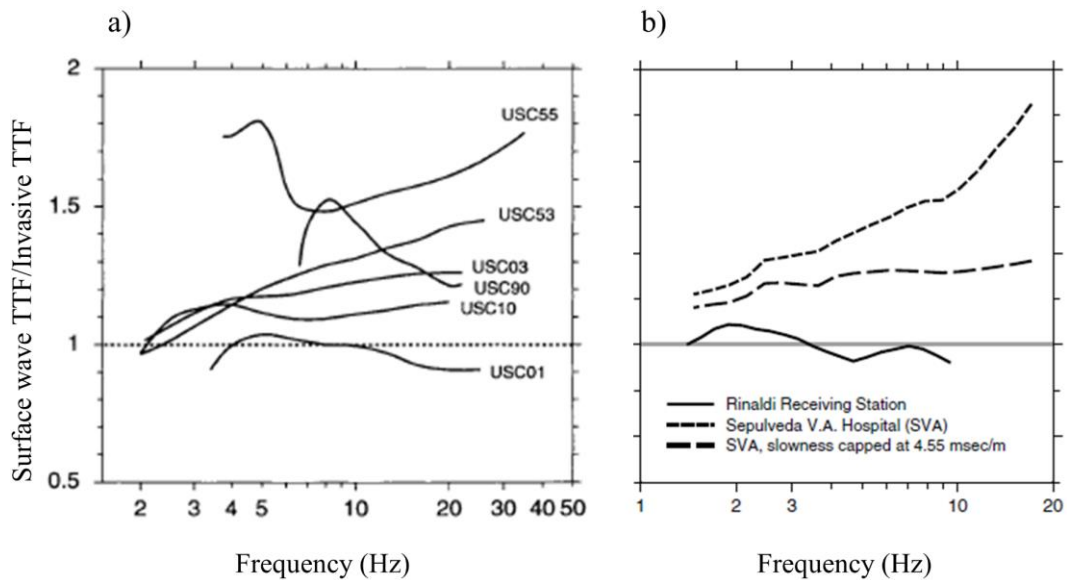 a)
b)
Surface wave TTF/Invasive TTF
2
1.5
1
0.5
USC55
USC53
USC03
USC90
USC10
USC01
2 3 4 5 10 20 30 40 50
Rinaldi Receiving Station
Sepulveda V.A. Hospital (SVA)
SVA, slowness capped at 4.55 msec/m
1 2 3 10 20
Frequency (Hz)
Frequency (Hz)